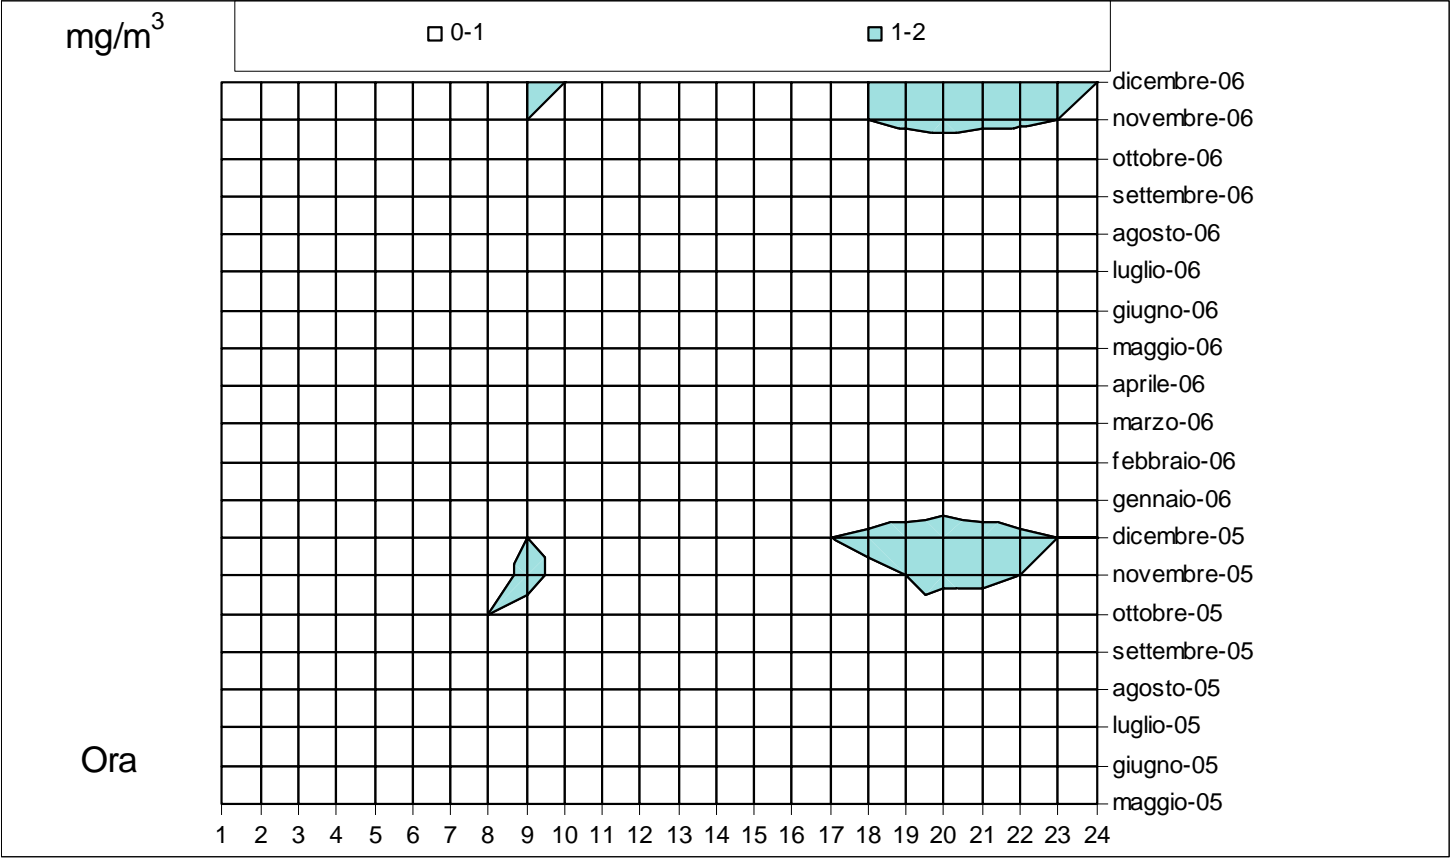 mg/m³
0-1 1-2
dicembre-06
novembre-06
ottobre-06
settembre-06
agosto-06
luglio-06
giugno-06
maggio-06
aprile-06
marzo-06
febbraio-06
gennaio-06
dicembre-05
novembre-05
ottobre-05
settembre-05
agosto-05
luglio-05
Ora
giugno-05
maggio-05
1 2 3 4 5 6 7 8 9 10 11 12 13 14 15 16 17 18 19 20 21 22 23 24